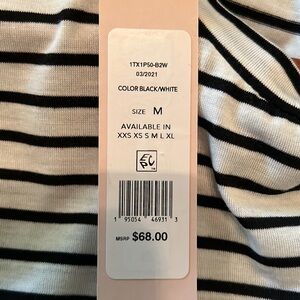 1TX1P50-B2W
03/2021
COLOR BLACK/WHITE
SIZE M
AVAILABLE IN
XXS XS S M L XL
1 95054 46931 3
MSRP $68.00